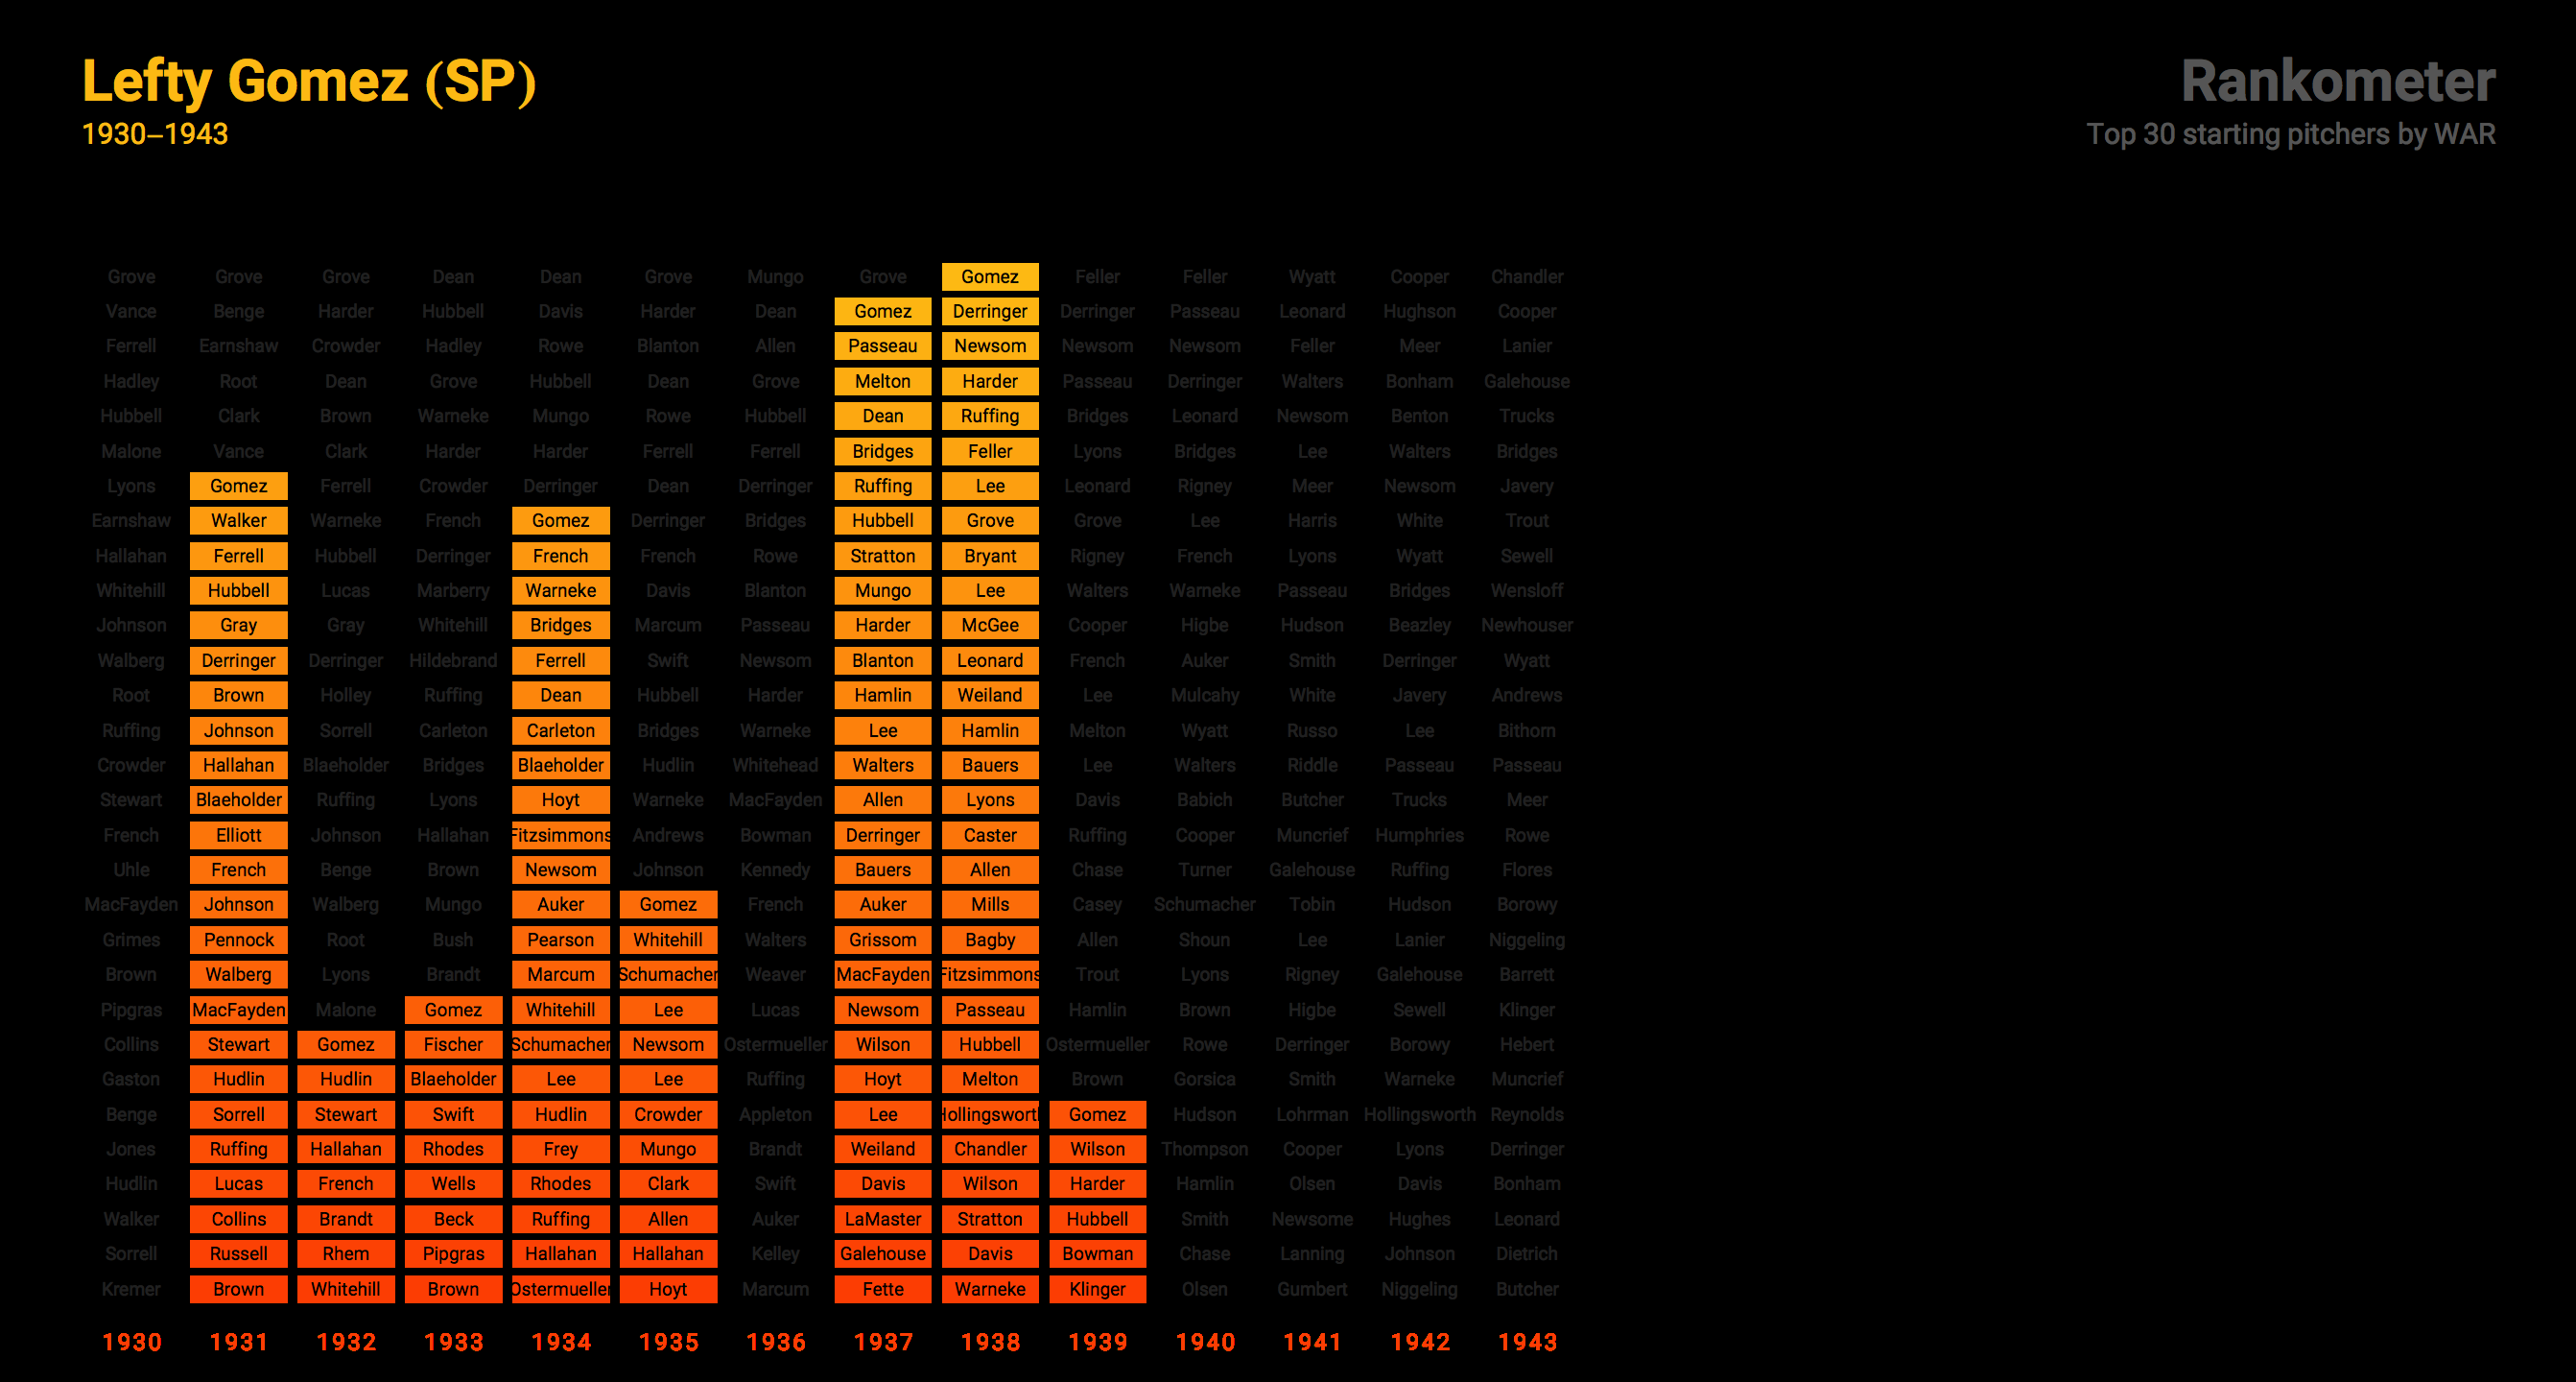 Lefty Gomez (SP)
1930–1943
Rankometer
Top 30 starting pitchers by WAR
Grove Grove Grove Dean Dean Grove Mungo Grove Gomez Feller Feller Wyatt Cooper Chandler
Vance Benge Harder Hubbell Davis Harder Dean Gomez Derringer Derringer Passeau Leonard Hughson Cooper
Ferrell Earnshaw Crowder Hadley Rowe Blanton Allen Passeau Newsom Newsom Newsom Feller Meer Lanier
Hadley Root Dean Grove Hubbell Dean Grove Melton Harder Passeau Derringer Walters Bonham Galehouse
Hubbell Clark Brown Warneke Mungo Rowe Hubbell Dean Ruffing Bridges Leonard Newsom Benton Trucks
Malone Vance Clark Harder Harder Ferrell Ferrell Bridges Feller Lyons Bridges Lee Walters Bridges
Lyons Gomez Ferrell Crowder Derringer Dean Derringer Ruffing Lee Leonard Rigney Meer Newsom Javery
Earnshaw Walker Warneke French Gomez Derringer Bridges Hubbell Grove Grove Lee Harris White Trout
Hallahan Ferrell Hubbell Derringer French French Rowe Stratton Bryant Rigney French Lyons Wyatt Sewell
Whitehill Hubbell Lucas Marberry Warneke Davis Blanton Mungo Lee Walters Warneke Passeau Bridges Wensloff
Johnson Gray Gray Whitehill Bridges Marcum Passeau Harder McGee Cooper Higbe Hudson Beazley Newhouser
Walberg Derringer Derringer Hildebrand Ferrell Swift Newsom Blanton Leonard French Auker Smith Derringer Wyatt
Root Brown Holley Ruffing Dean Hubbell Harder Hamlin Weiland Lee Mulcahy White Javery Andrews
Ruffing Johnson Sorrell Carleton Carleton Bridges Warneke Lee Hamlin Melton Wyatt Russo Lee Bithorn
Crowder Hallahan Blaeholder Bridges Blaeholder Hudlin Whitehead Walters Bauers Lee Walters Riddle Passeau Passeau
Stewart Blaeholder Ruffing Lyons Hoyt Warneke MacFayden Allen Lyons Davis Babich Butcher Trucks Meer
French Elliott Johnson Hallahan Fitzsimmons Andrews Bowman Derringer Caster Ruffing Cooper Muncrief Humphries Rowe
Uhle French Benge Brown Newsom Johnson Kennedy Bauers Allen Chase Turner Galehouse Ruffing Flores
MacFayden Johnson Walberg Mungo Auker Gomez French Auker Mills Casey Schumacher Tobin Hudson Borowy
Grimes Pennock Root Bush Pearson Whitehill Walters Grissom Bagby Allen Shoun Lee Lanier Niggeling
Brown Walberg Lyons Brandt Marcum Schumacher Weaver MacFayden Fitzsimmons Trout Lyons Rigney Galehouse Barrett
Pipgras MacFayden Malone Gomez Whitehill Lee Lucas Newsom Passeau Hamlin Brown Higbe Sewell Klinger
Collins Stewart Gomez Fischer Schumacher Newsom Ostermueller Wilson Hubbell Ostermueller Rowe Derringer Borowy Hebert
Gaston Hudlin Hudlin Blaeholder Lee Lee Ruffing Hoyt Melton Brown Gorsica Smith Warneke Muncrief
Benge Sorrell Stewart Swift Hudlin Crowder Appleton Lee Hollingsworth Gomez Hudson Lohrman Hollingsworth Reynolds
Jones Ruffing Hallahan Rhodes Frey Mungo Brandt Weiland Chandler Wilson Thompson Cooper Lyons Derringer
Hudlin Lucas French Wells Rhodes Clark Swift Davis Wilson Harder Hamlin Olsen Davis Bonham
Walker Collins Brandt Beck Ruffing Allen Auker LaMaster Stratton Hubbell Smith Newsome Hughes Leonard
Sorrell Russell Rhem Pipgras Hallahan Hallahan Kelley Galehouse Davis Bowman Chase Lanning Johnson Dietrich
Kremer Brown Whitehill Brown Ostermueller Hoyt Marcum Fette Warneke Klinger Olsen Gumbert Niggeling Butcher
1930 1931 1932 1933 1934 1935 1936 1937 1938 1939 1940 1941 1942 1943